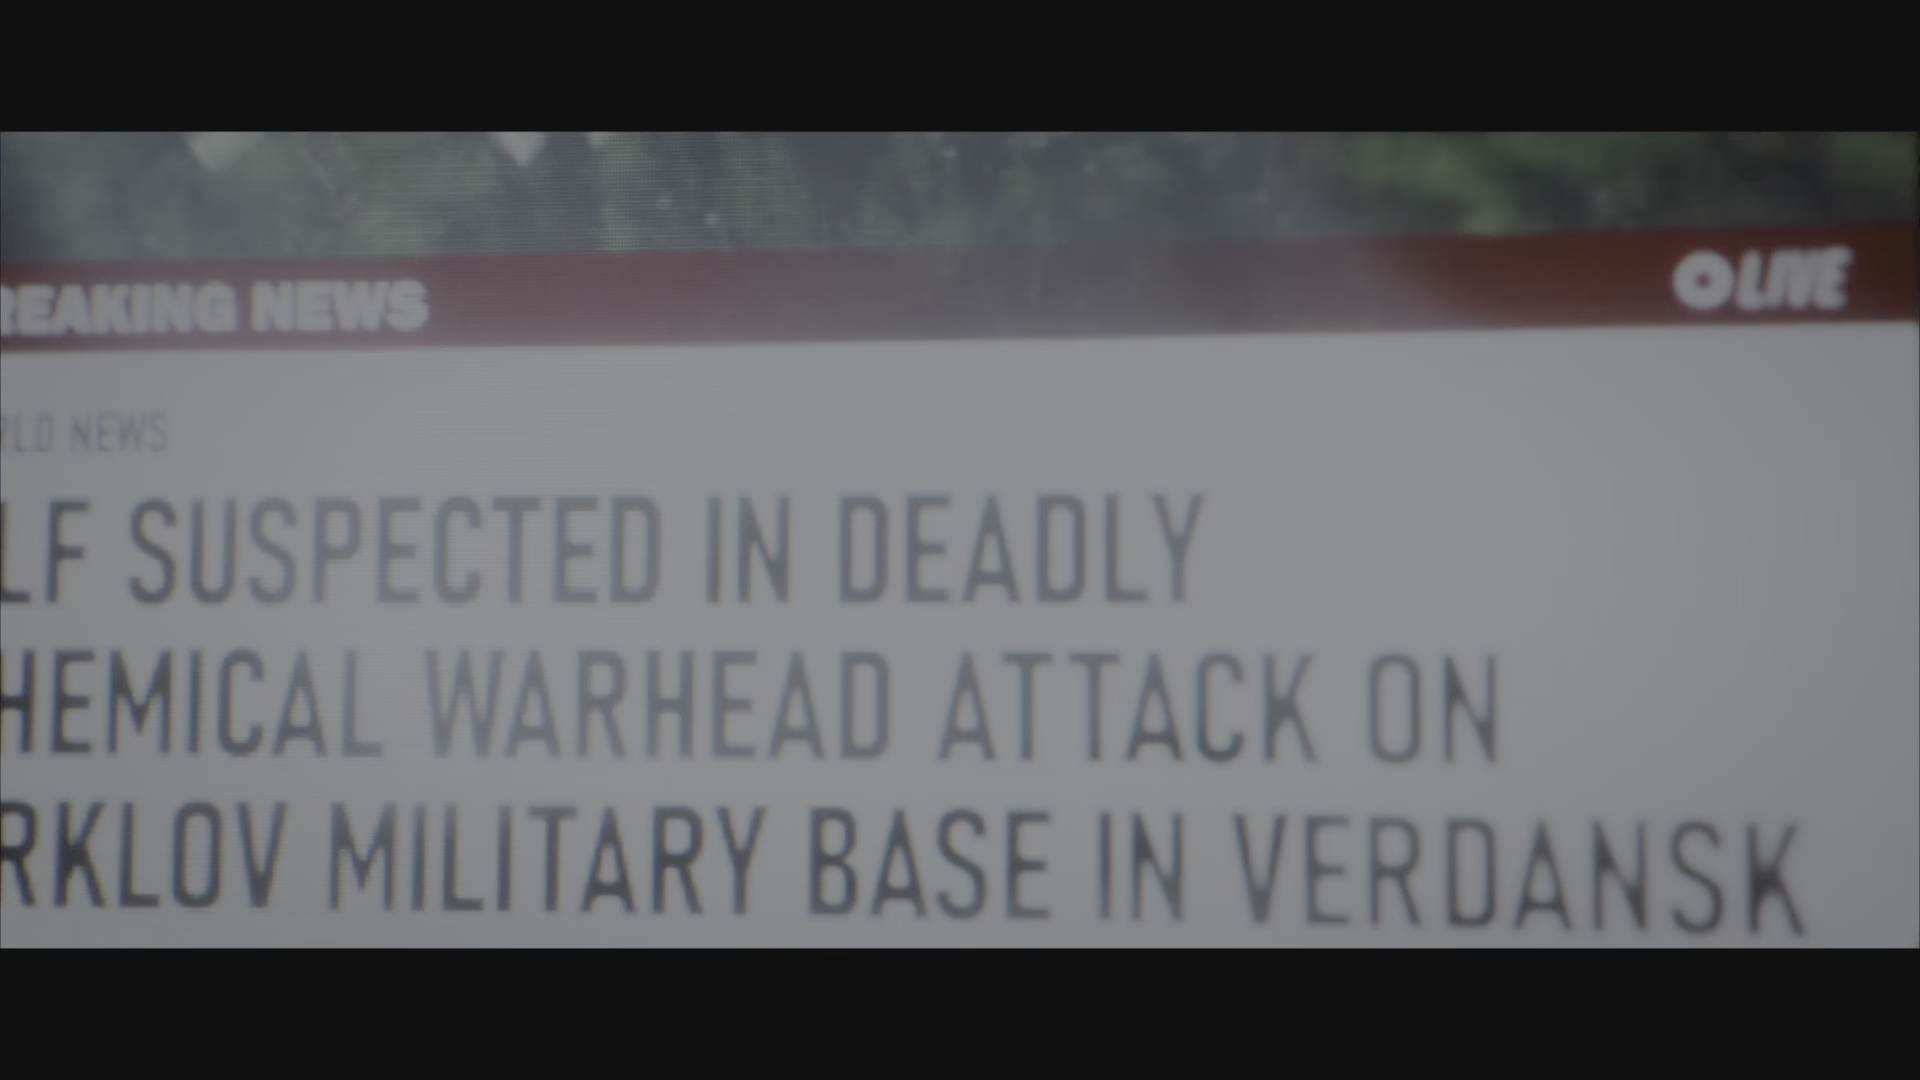 REAKING NEWS
LIVE
RLD NEWS
LF SUSPECTED IN DEADLY
HEMICAL WARHEAD ATTACK ON
RKLOV MILITARY BASE IN VERDANSK